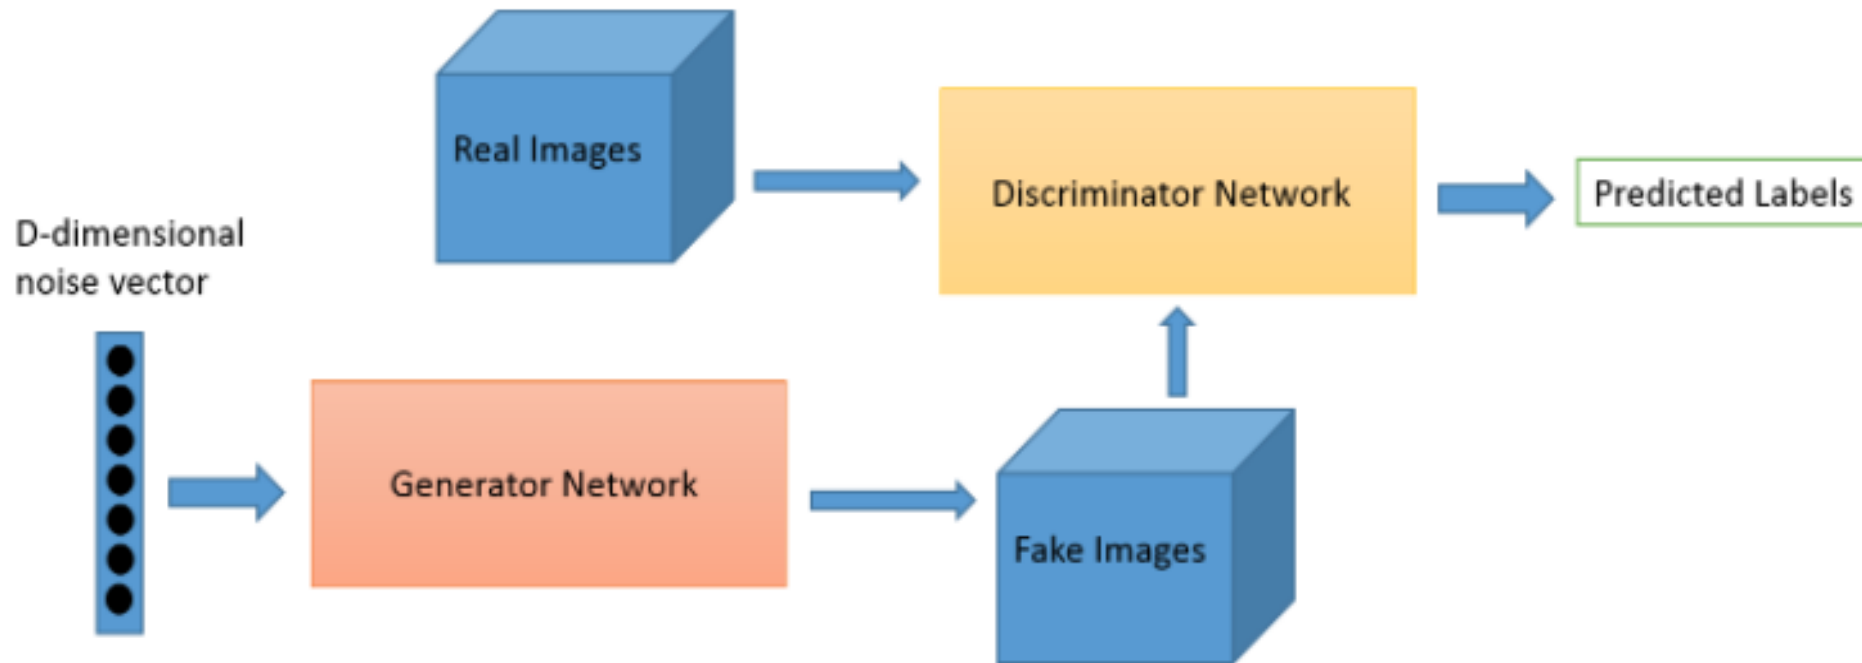 Real Images
Discriminator Network
Predicted Labels
D-dimensional
noise vector
Generator Network
Fake Images